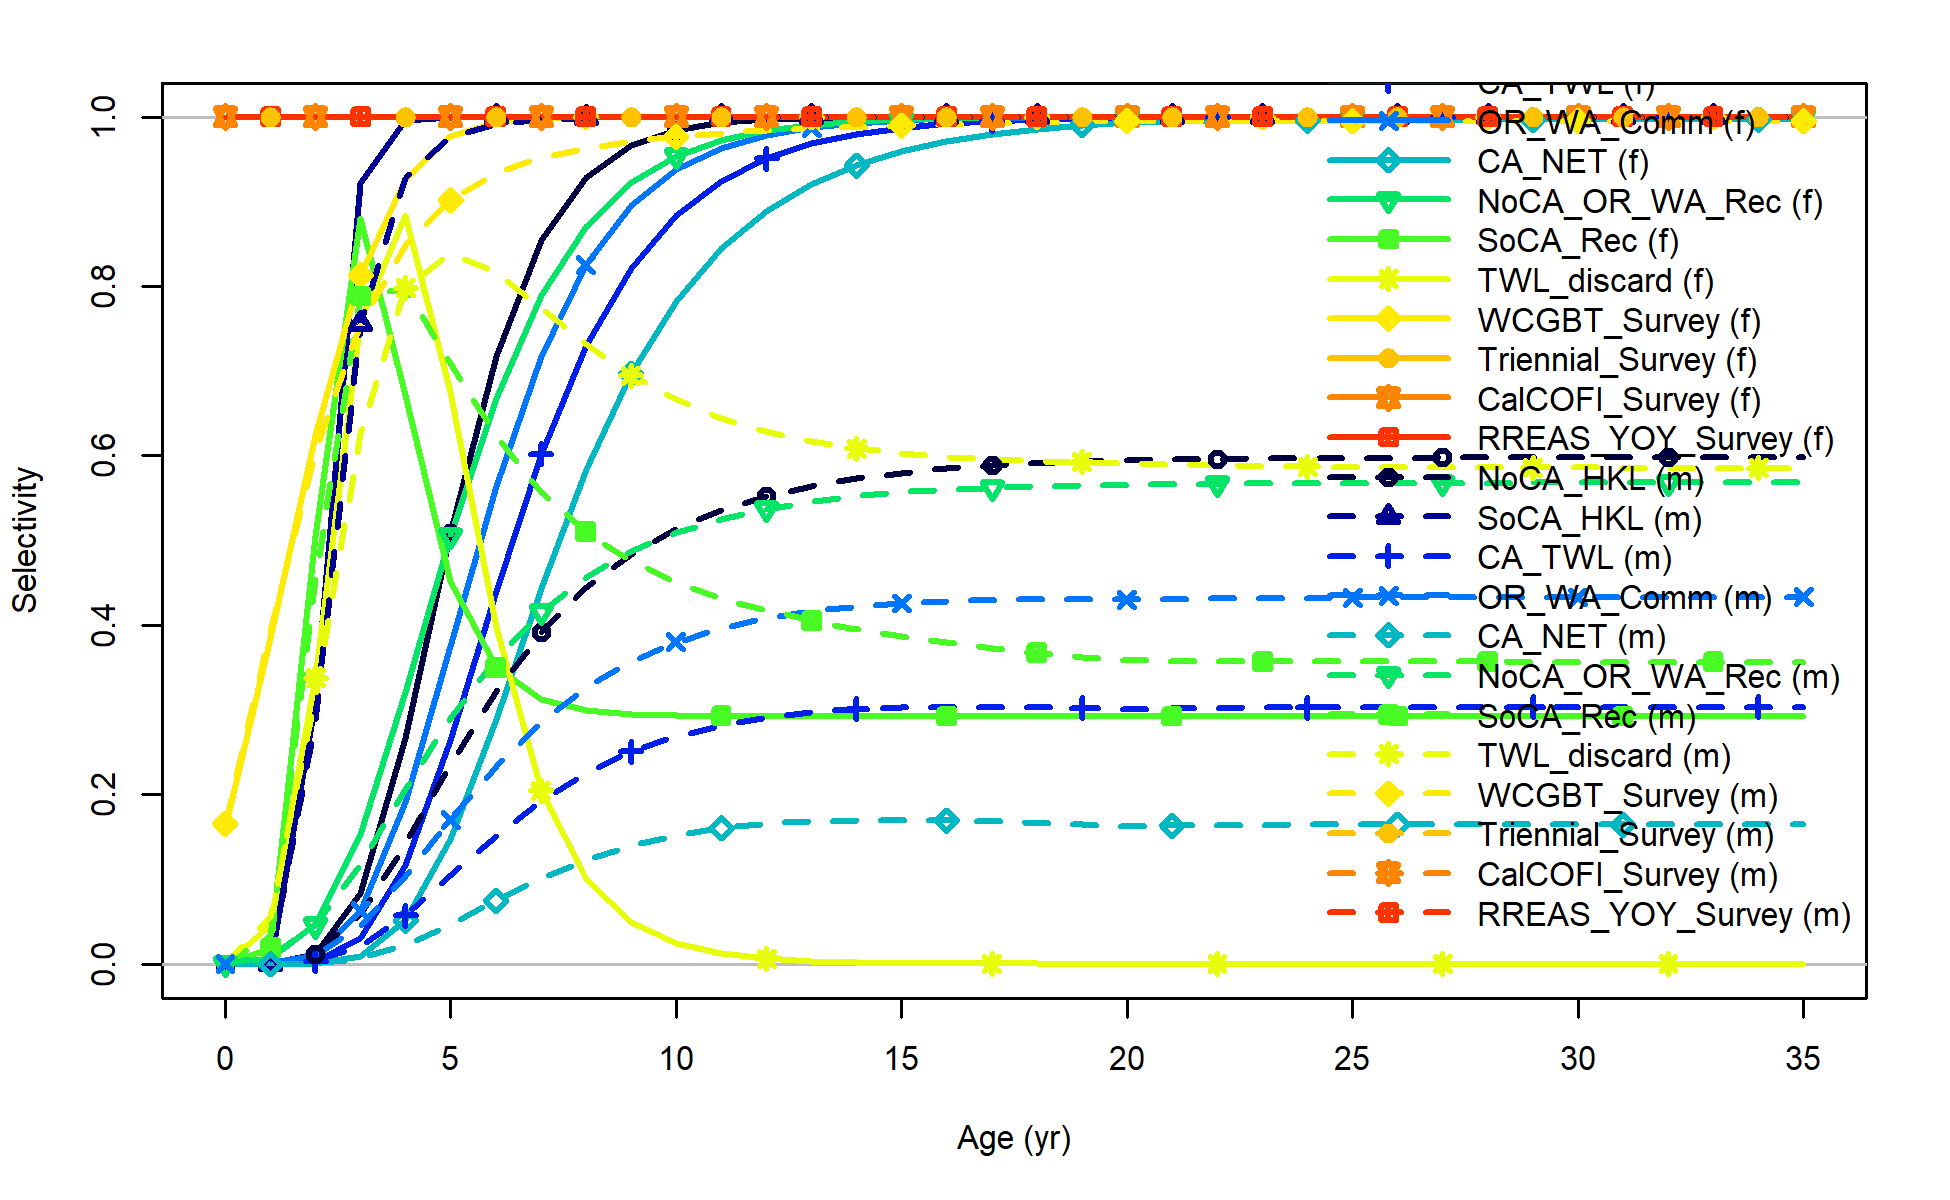 CA_TWL (f)
OR_WA_Comm (f)
CA_NET (f)
NoCA_OR_WA_Rec (f)
SoCA_Rec (f)
TWL_discard (f)
WCGBT_Survey (f)
Triennial_Survey (f)
CalCOFI_Survey (f)
RREAS_YOY_Survey (f)
NoCA_HKL (m)
SoCA_HKL (m)
CA_TWL (m)
OR_WA_Comm (m)
CA_NET (m)
NoCA_OR_WA_Rec (m)
SoCA_Rec (m)
TWL_discard (m)
WCGBT_Survey (m)
Triennial_Survey (m)
CalCOFI_Survey (m)
RREAS_YOY_Survey (m)
Selectivity
1.0
0.8
0.6
0.4
0.2
0.0
0 5 10 15 20 25 30 35
Age (yr)